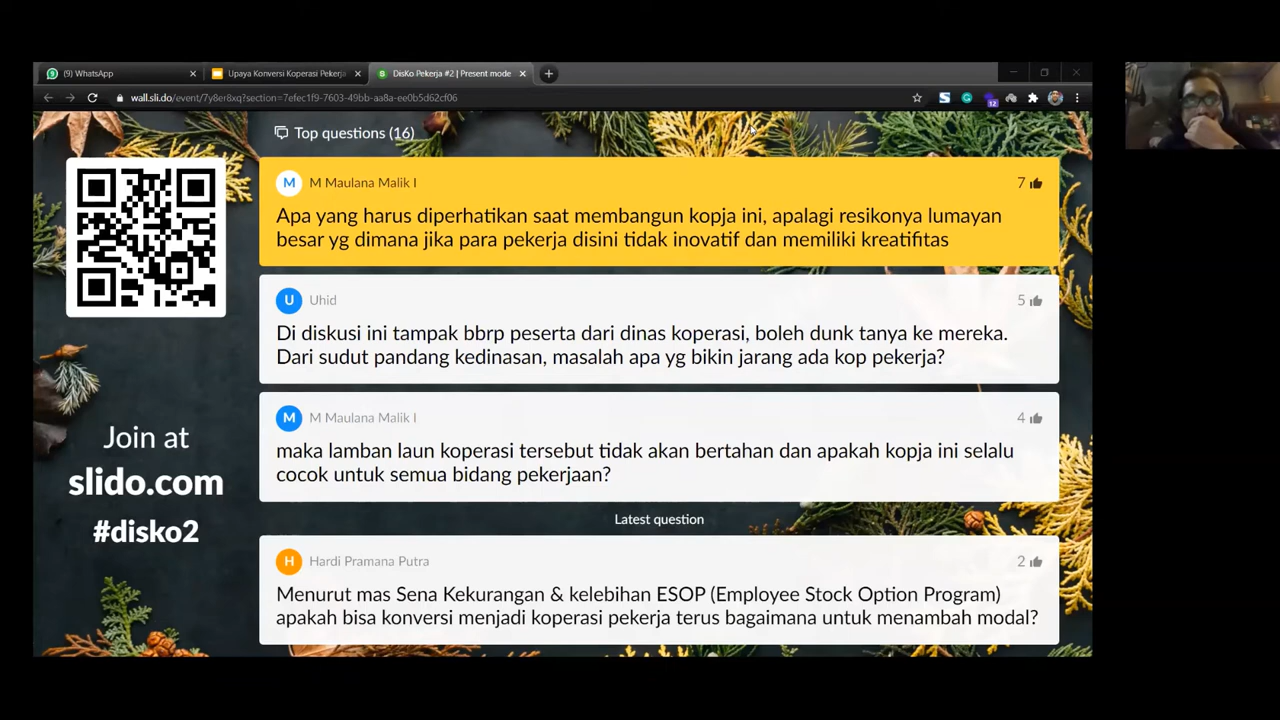 (9) WhatsApp
Upaya Konversi Koperasi Pekerja
DisKo Pekerja #2 | Present mode
wall.sli.do/event/7y8er8xq?section=7efec1f9-7603-49bb-aa8a-ee0b5d62cf06
12
Top questions (16)
M
M Maulana Malik I
7
Apa yang harus diperhatikan saat membangun kopja ini, apalagi resikonya lumayan
besar yg dimana jika para pekerja disini tidak inovatif dan memiliki kreatifitas
U
Uhid
5
Di diskusi ini tampak bbrp peserta dari dinas koperasi, boleh dunk tanya ke mereka.
Dari sudut pandang kedinasan, masalah apa yg bikin jarang ada kop pekerja?
M
M Maulana Malik I
4
maka lamban laun koperasi tersebut tidak akan bertahan dan apakah kopja ini selalu
cocok untuk semua bidang pekerjaan?
Latest question
H
Hardi Pramana Putra
2
Menurut mas Sena Kekurangan & kelebihan ESOP (Employee Stock Option Program)
apakah bisa konversi menjadi koperasi pekerja terus bagaimana untuk menambah modal?
Join at
slido.com
#disko2